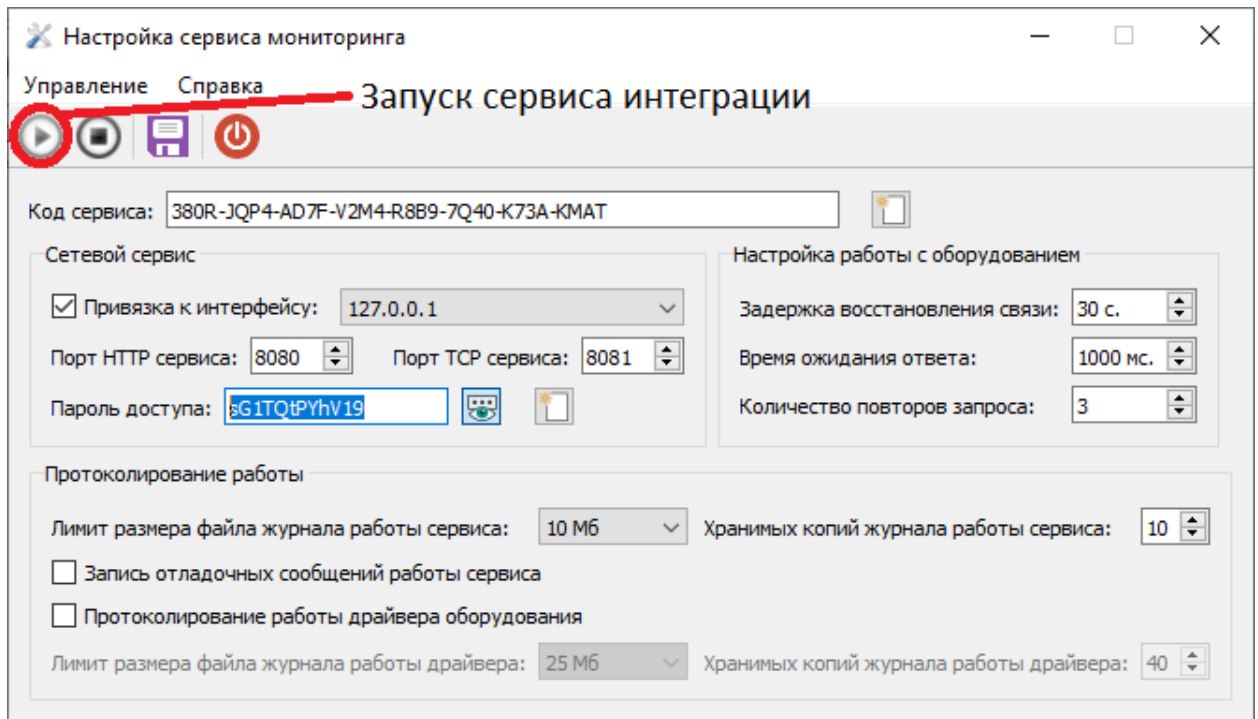 Настройка сервиса мониторинга
Управление Справка
Запуск сервиса интеграции
Код сервиса: 380R-JQP4-AD7F-V2M4-R8B9-7Q40-K73A-KMAT
Сетевой сервис
Привязка к интерфейсу: 127.0.0.1
Порт HTTP сервиса: 8080 Порт TCP сервиса: 8081
Пароль доступа: sG1TQtPYhV19
Настройка работы с оборудованием
Задержка восстановления связи: 30 с.
Время ожидания ответа: 1000 мс.
Количество повторов запроса: 3
Протоколирование работы
Лимит размера файла журнала работы сервиса: 10 Мб Хранимых копий журнала работы сервиса: 10
Запись отладочных сообщений работы сервиса
Протоколирование работы драйвера оборудования
Лимит размера файла журнала работы драйвера: 25 Мб Хранимых копий журнала работы драйвера: 40